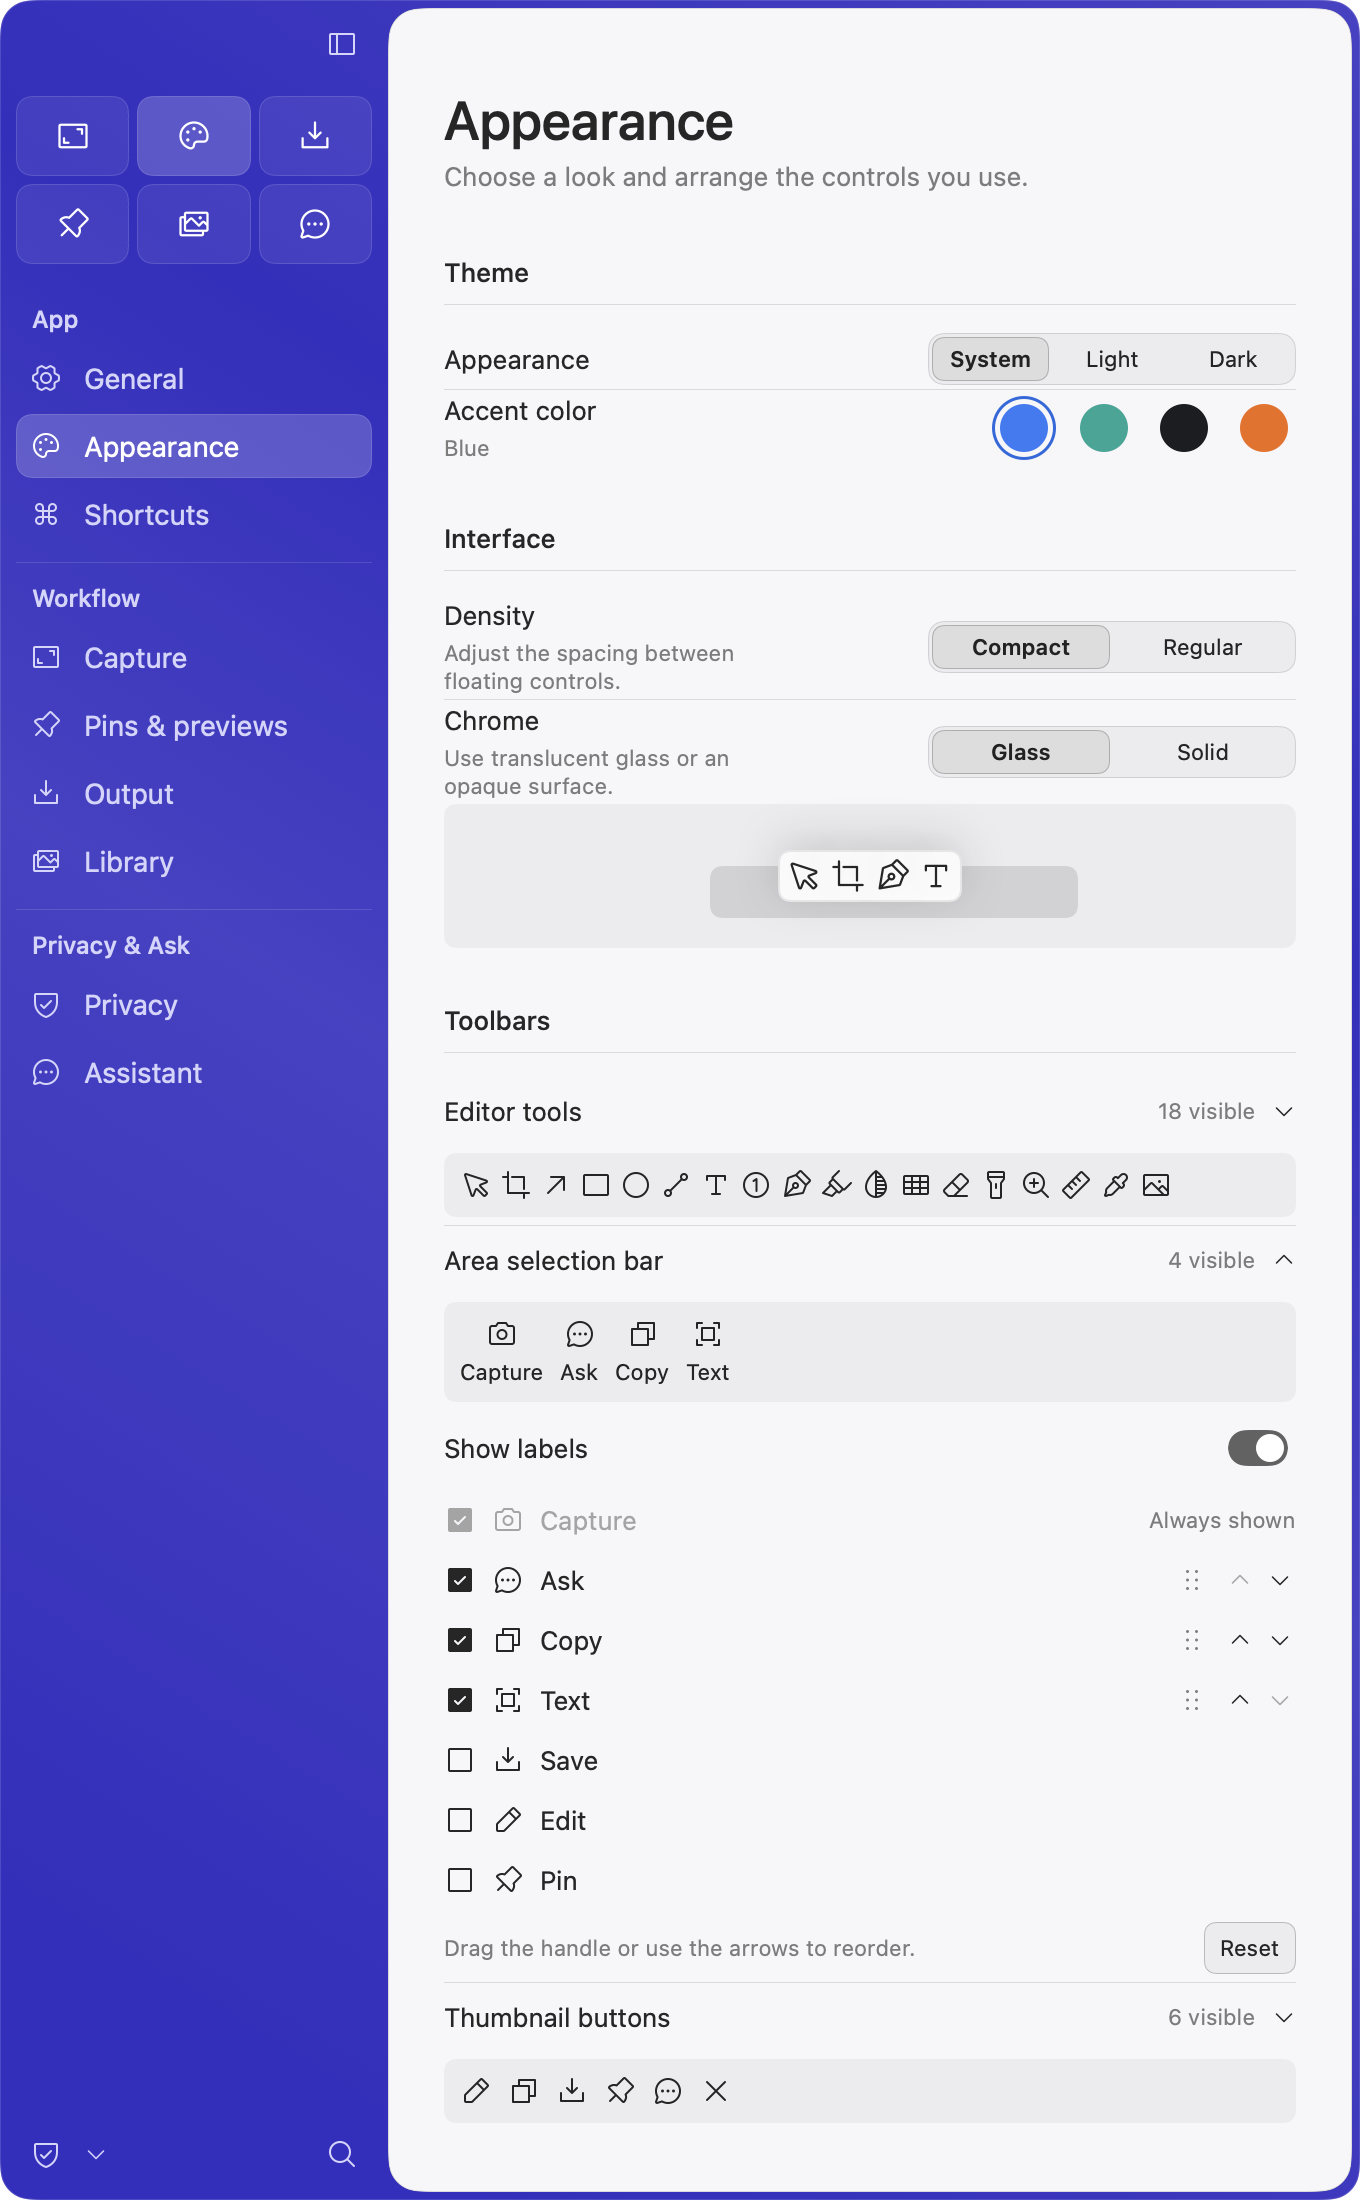 App
General
Appearance
Shortcuts
Workflow
Capture
Pins & previews
Output
Library
Privacy & Ask
Privacy
Assistant
Appearance
Choose a look and arrange the controls you use.
Theme
Appearance
System Light Dark
Accent color
Blue
Interface
Density
Adjust the spacing between
floating controls.
Compact Regular
Chrome
Use translucent glass or an
opaque surface.
Glass Solid
Toolbars
Editor tools 18 visible
Area selection bar 4 visible
Capture Ask Copy Text
Show labels
Capture Always shown
Ask
Copy
Text
Save
Edit
Pin
Drag the handle or use the arrows to reorder. Reset
Thumbnail buttons 6 visible